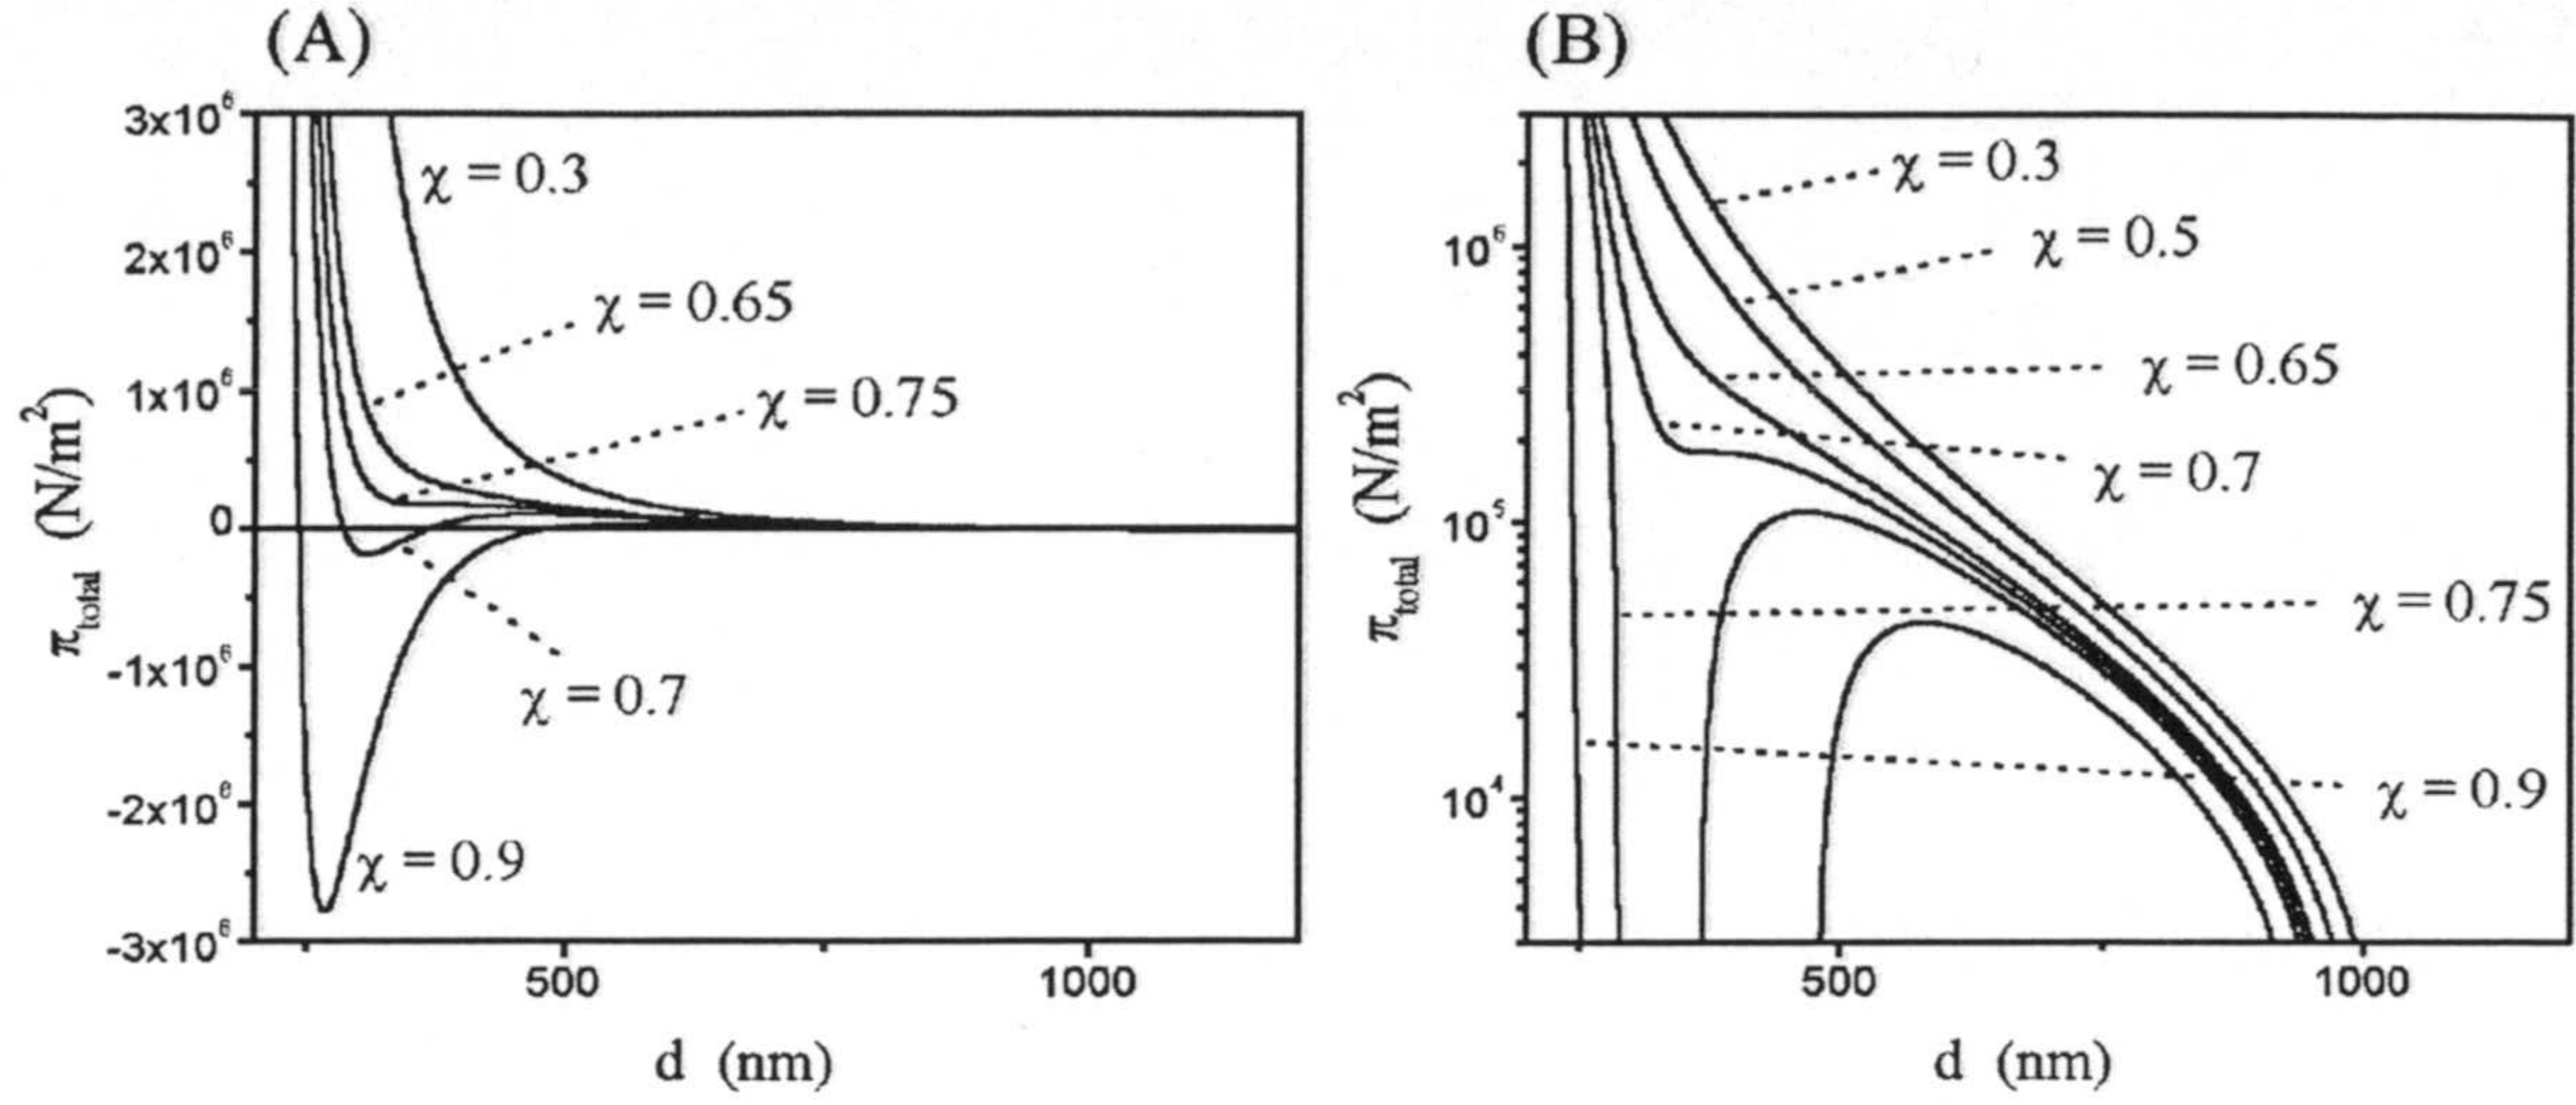 (A)
3x10⁶
2x10⁶
1x10⁶
0
-1x10⁶
-2x10⁶
-3x10⁶
π total (N/m²)
χ = 0.3
χ = 0.65
χ = 0.75
χ = 0.7
χ = 0.9
500 1000
d (nm)
(B)
10⁶
10⁵
10⁴
π total (N/m²)
χ = 0.3
χ = 0.5
χ = 0.65
χ = 0.7
χ = 0.75
χ = 0.9
500 1000
d (nm)